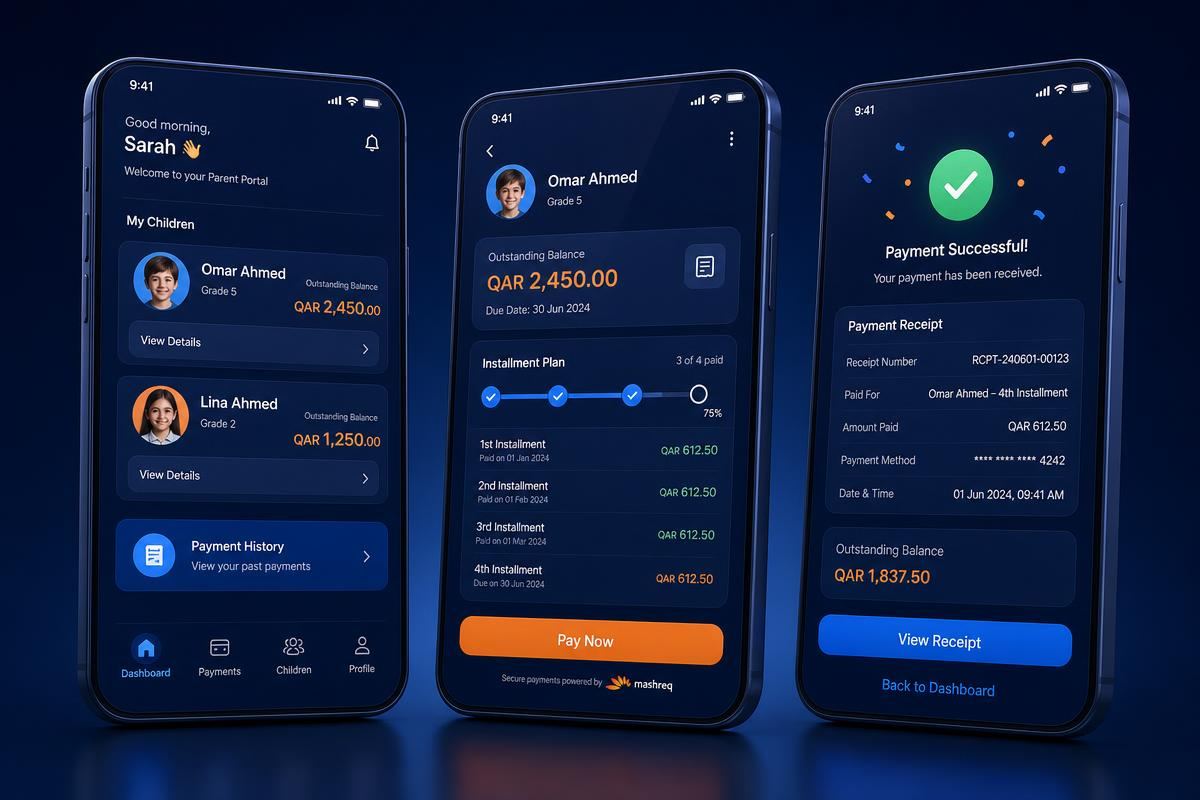 9:41
Good morning,
Sarah 👋
Welcome to your Parent Portal
My Children
Omar Ahmed
Grade 5
Outstanding Balance
QAR 2,450.00
View Details
Lina Ahmed
Grade 2
Outstanding Balance
QAR 1,250.00
View Details
Payment History
View your past payments
Dashboard
Payments
Children
Profile
9:41
Omar Ahmed
Grade 5
Outstanding Balance
QAR 2,450.00
Due Date: 30 Jun 2024
Installment Plan
3 of 4 paid
75%
1st Installment
QAR 612.50
Paid on 01 Jan 2024
2nd Installment
QAR 612.50
Paid on 01 Feb 2024
3rd Installment
QAR 612.50
Paid on 01 Mar 2024
4th Installment
QAR 612.50
Due on 30 Jun 2024
Pay Now
Secure payments powered by mashreq
9:41
Payment Successful!
Your payment has been received.
Payment Receipt
Receipt Number RCPT-240601-00123
Paid For Omar Ahmed – 4th Installment
Amount Paid QAR 612.50
Payment Method **** **** **** 4242
Date & Time 01 Jun 2024, 09:41 AM
Outstanding Balance
QAR 1,837.50
View Receipt
Back to Dashboard